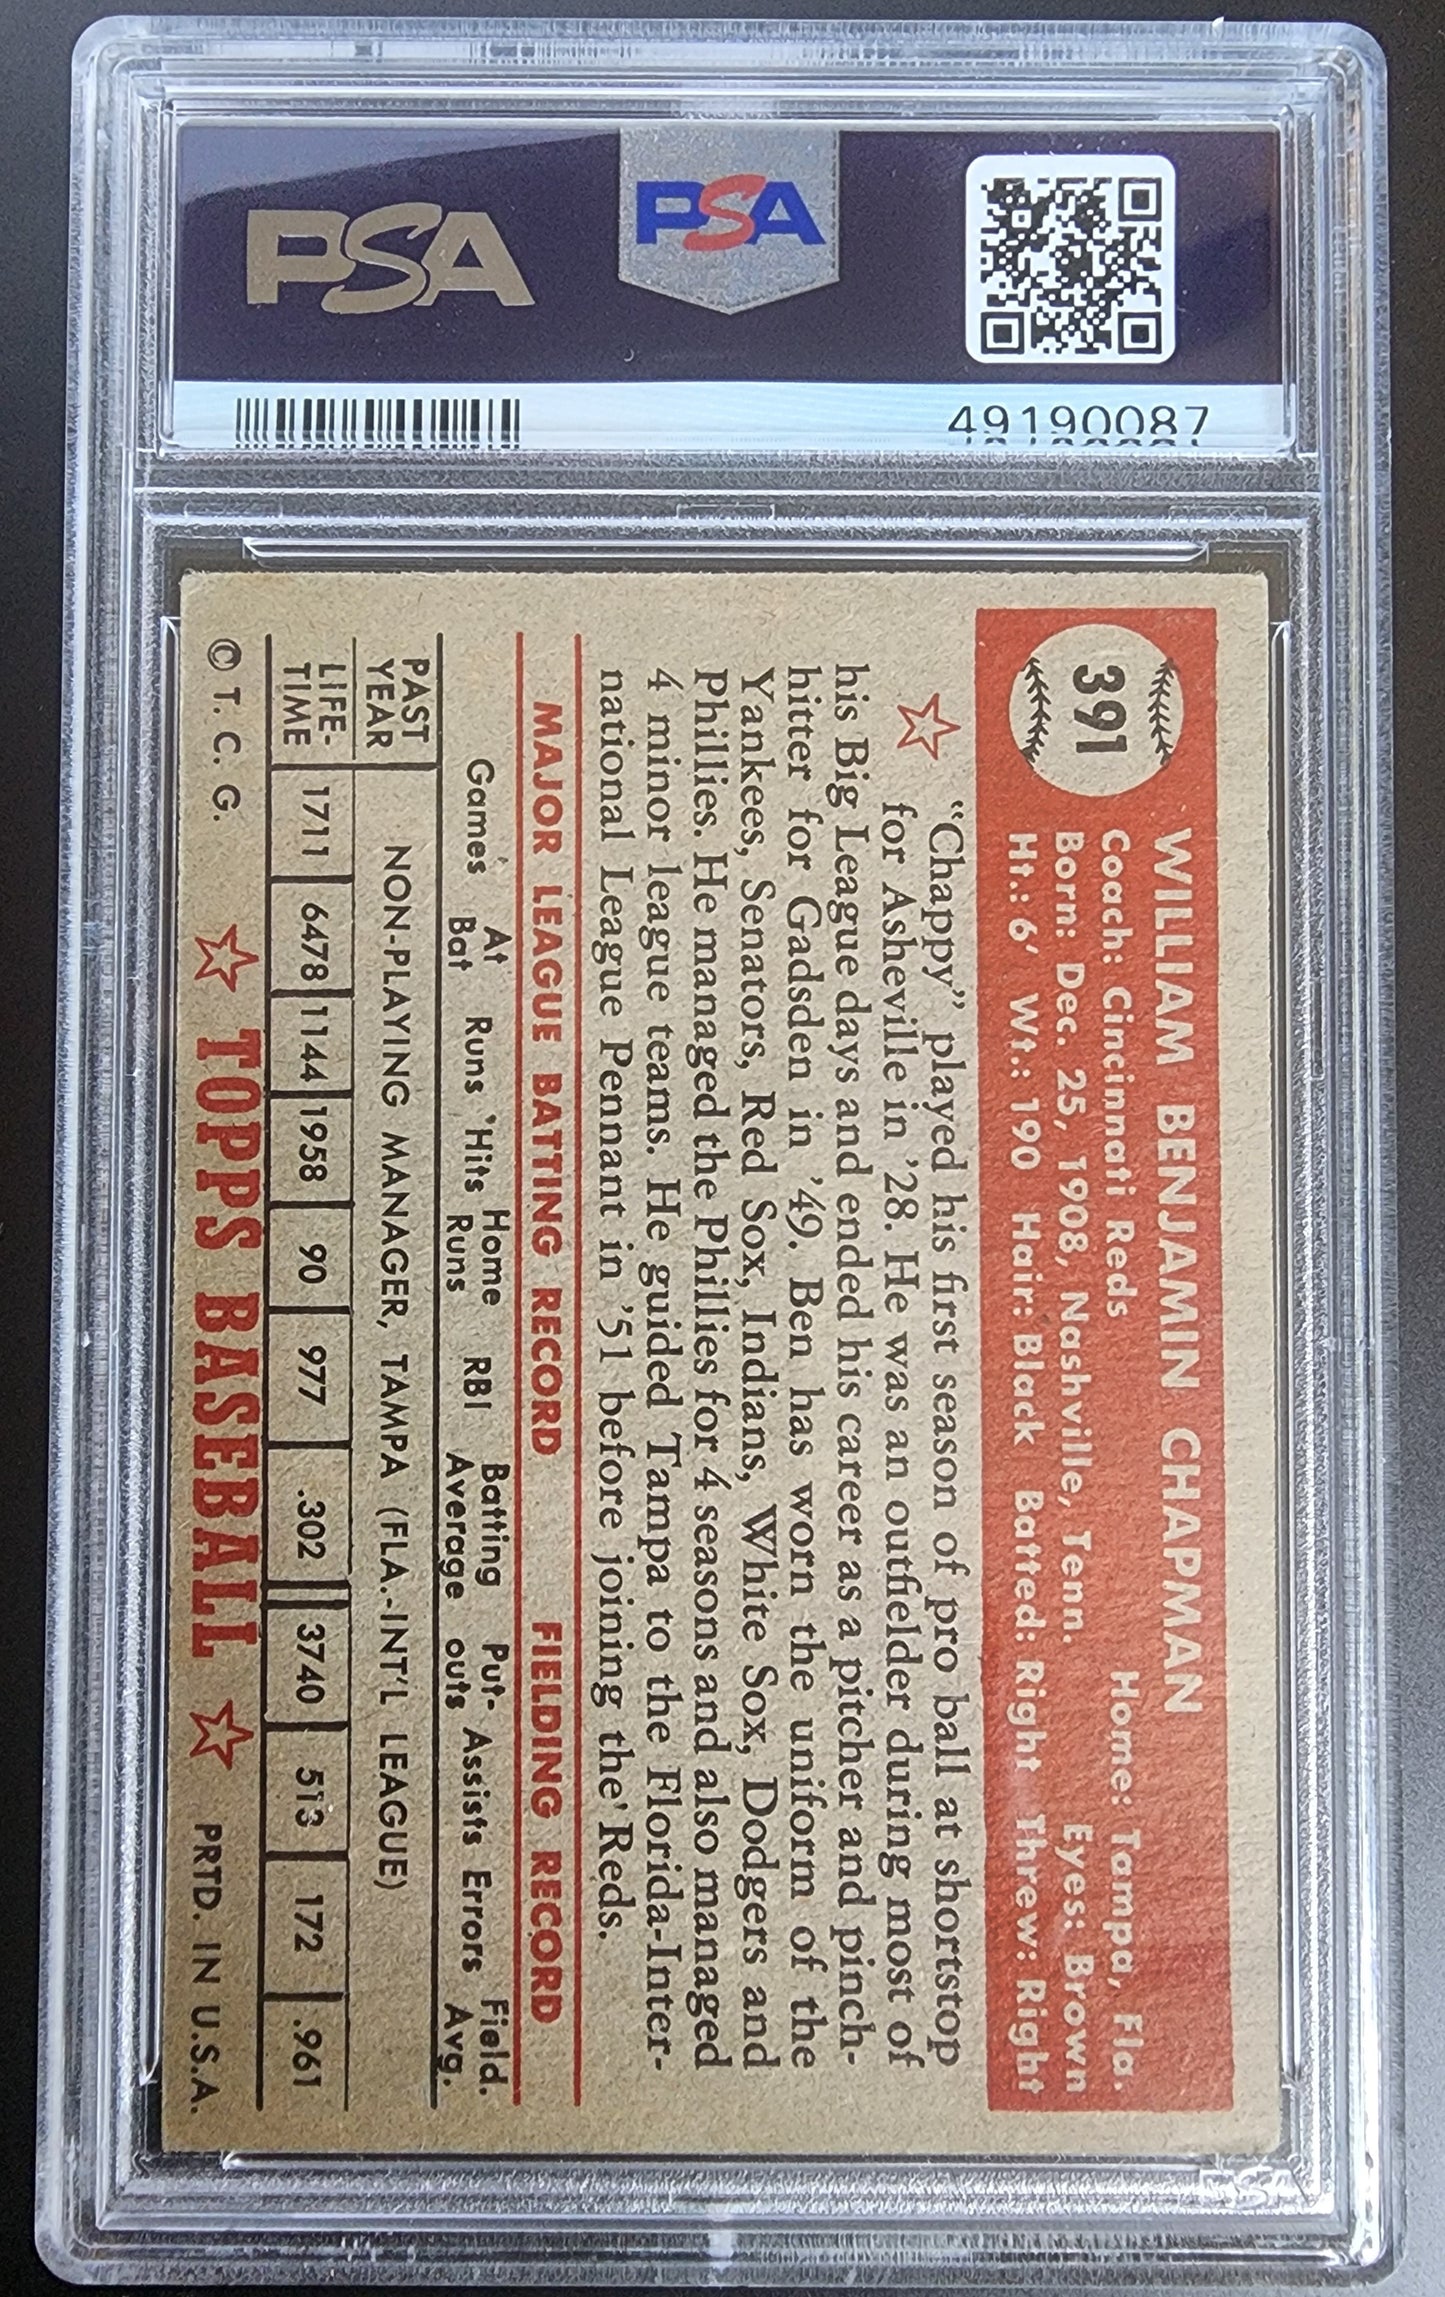 PSA
PSA
49190087
391
WILLIAM BENJAMIN CHAPMAN
Coach: Cincinnati Reds Home: Tampa, Fla.
Born: Dec. 25, 1908, Nashville, Tenn. Eyes: Brown
Ht.: 6' Wt.: 190 Hair: Black Batted: Right Threw: Right
"Chappy" played his first season of pro ball at shortstop
for Asheville in '28. He was an outfielder during most of
his Big League days and ended his career as a pitcher and pinch-
hitter for Gadsden in '49. Ben has worn the uniform of the
Yankees, Senators, Red Sox, Indians, White Sox, Dodgers and
Phillies. He managed the Phillies for 4 seasons and also managed
4 minor league teams. He guided Tampa to the Florida-Inter-
national League Pennant in '51 before joining the Reds.
MAJOR LEAGUE BATTING RECORD FIELDING RECORD
Games At Bat Runs Hits Home Runs RBI Batting Average Put-outs Assists Errors Field. Avg.
PAST YEAR NON-PLAYING MANAGER, TAMPA (FLA.-INT'L LEAGUE)
LIFE-TIME 1711 6478 1144 1958 90 977 .302 3740 513 172 .961
© T. C. G. TOPPS BASEBALL PRTD. IN U.S.A.
PSA